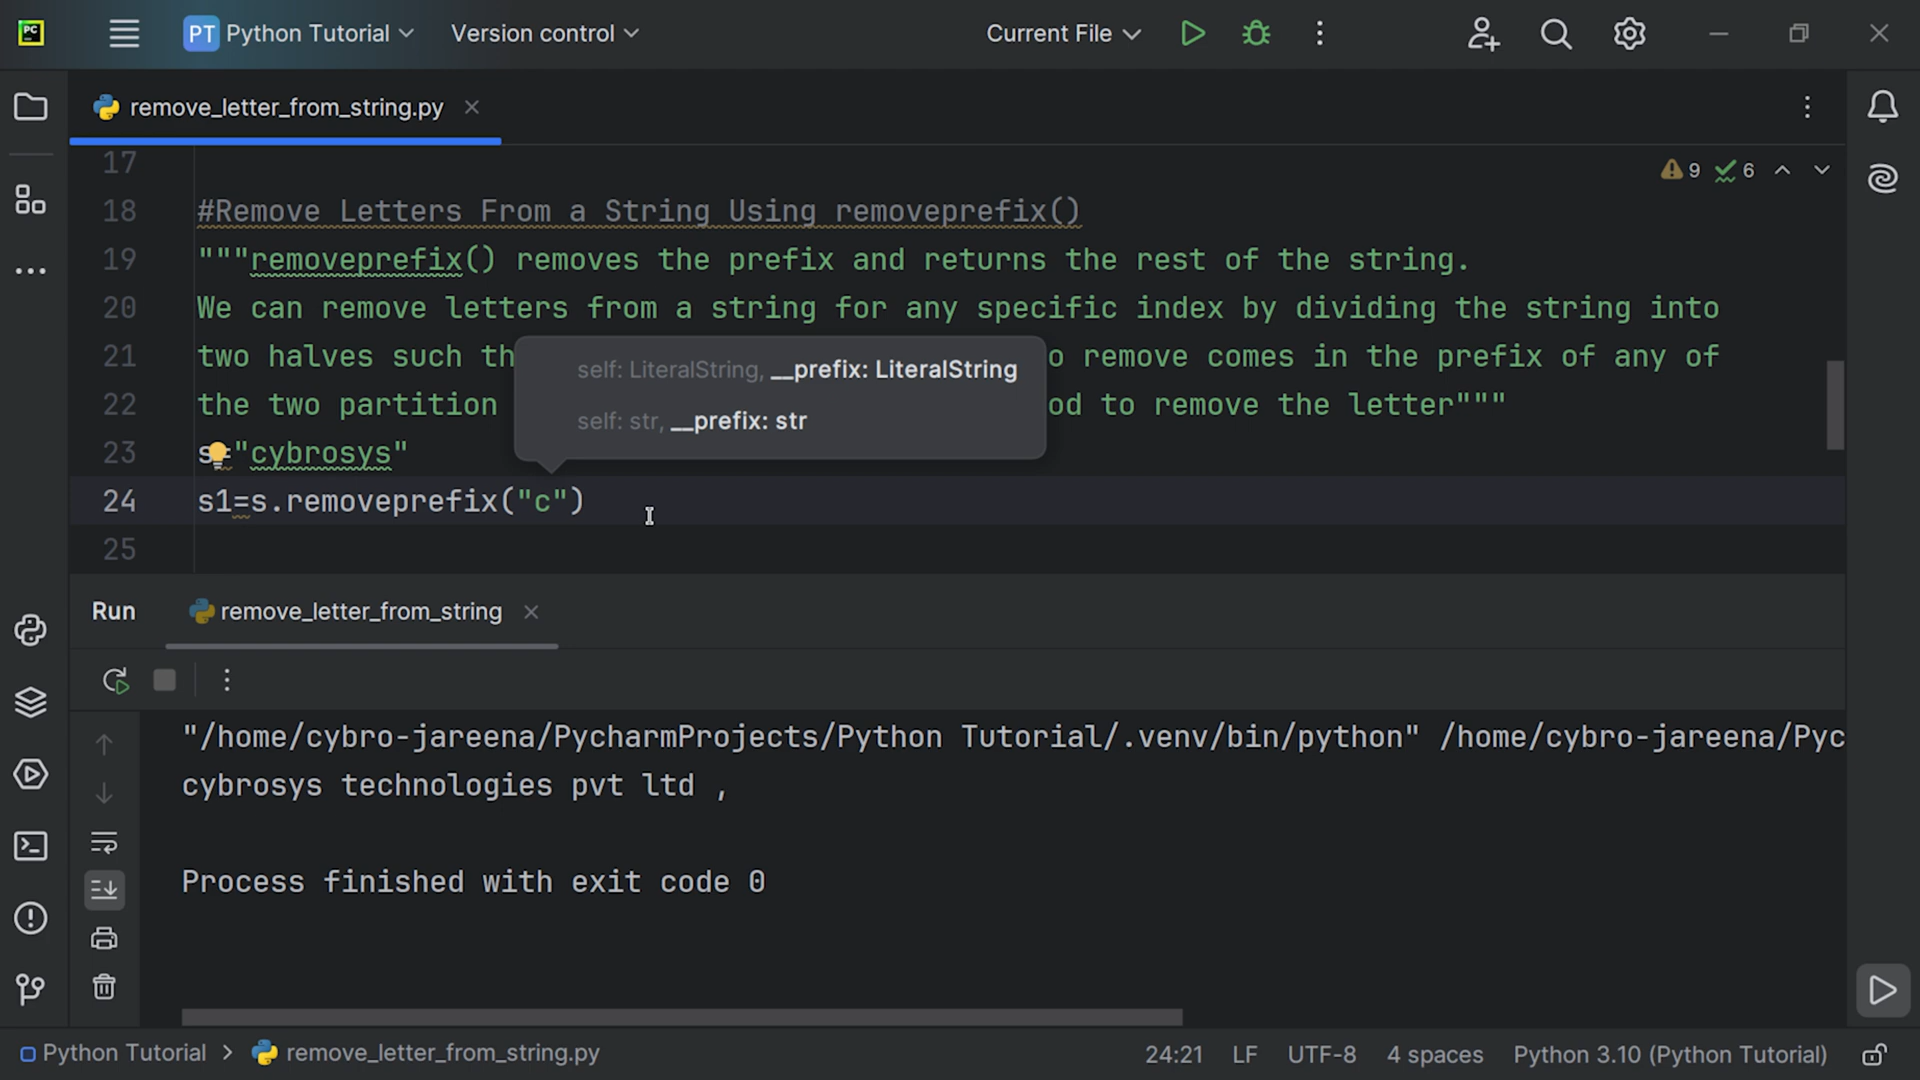 PC
PT Python Tutorial Version control Current File
remove_letter_from_string.py
17
9 6
18 #Remove Letters From a String Using removeprefix()
19 """removeprefix() removes the prefix and returns the rest of the string.
20 We can remove letters from a string for any specific index by dividing the string into
21 two halves such th o remove comes in the prefix of any of
self: LiteralString, __prefix: LiteralString
22 the two partition od to remove the letter"""
self: str, __prefix: str
23 s="cybrosys"
24 s1=s.removeprefix("c")
25
Run remove_letter_from_string
"/home/cybro-jareena/PycharmProjects/Python Tutorial/.venv/bin/python" /home/cybro-jareena/Pyc
cybrosys technologies pvt ltd ,
Process finished with exit code 0
Python Tutorial > remove_letter_from_string.py 24:21 LF UTF-8 4 spaces Python 3.10 (Python Tutorial)